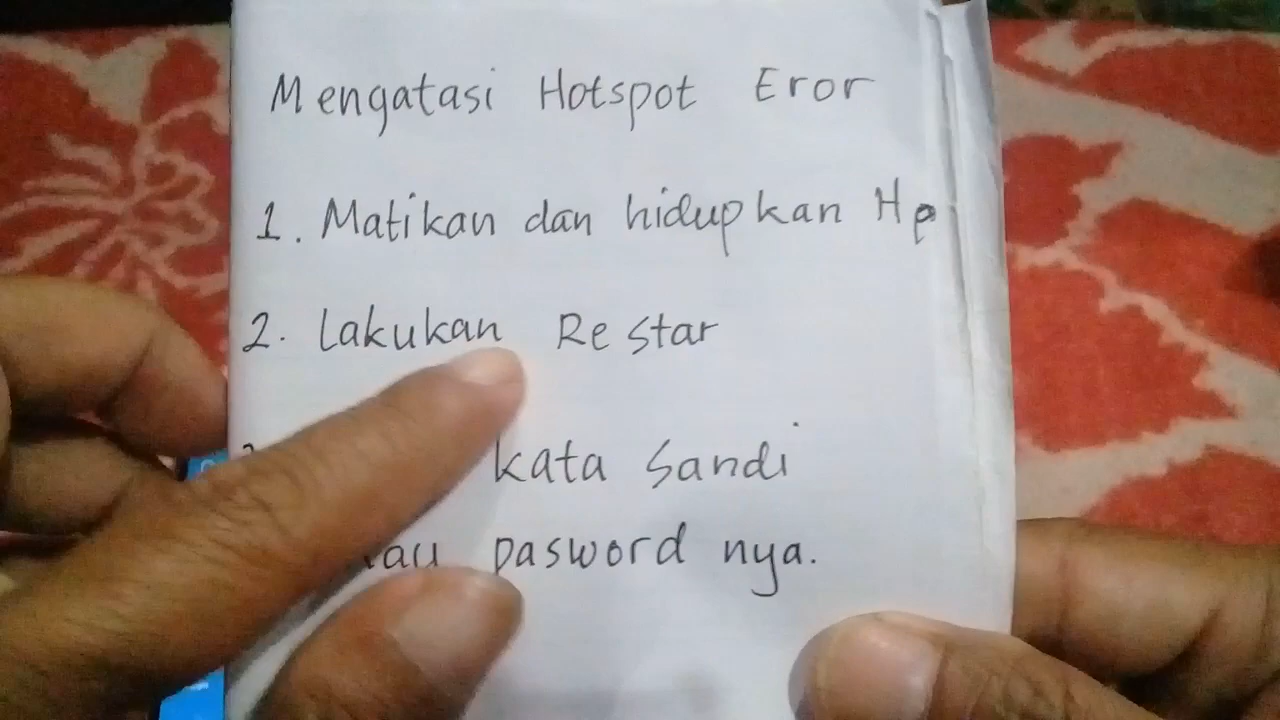 Mengatasi Hotspot Eror
1. Matikan dan hidupkan Hp
2. Lakukan Restar
kata Sandi
pasword nya.